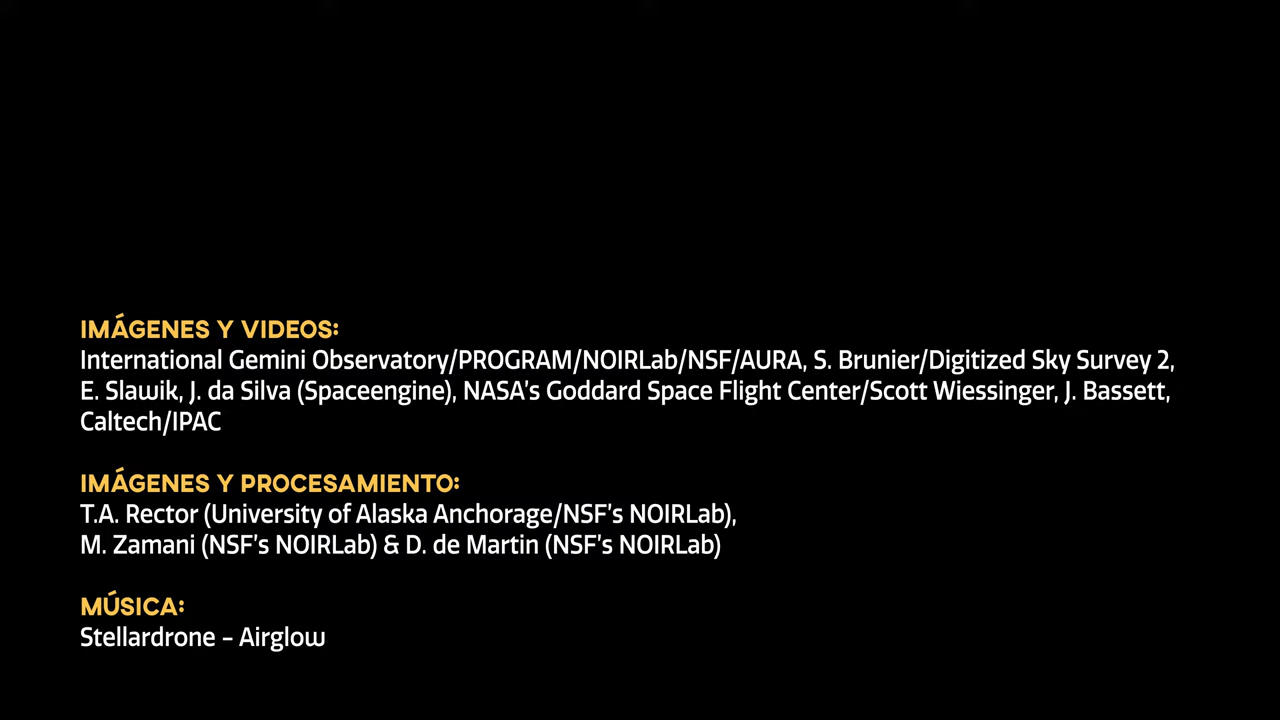 IMÁGENES Y VIDEOS:
International Gemini Observatory/PROGRAM/NOIRLab/NSF/AURA, S. Brunier/Digitized Sky Survey 2,
E. Slawik, J. da Silva (Spaceengine), NASA's Goddard Space Flight Center/Scott Wiessinger, J. Bassett,
Caltech/IPAC
IMÁGENES Y PROCESAMIENTO:
T.A. Rector (University of Alaska Anchorage/NSF's NOIRLab),
M. Zamani (NSF's NOIRLab) & D. de Martin (NSF's NOIRLab)
MÚSICA:
Stellardrone – Airglow